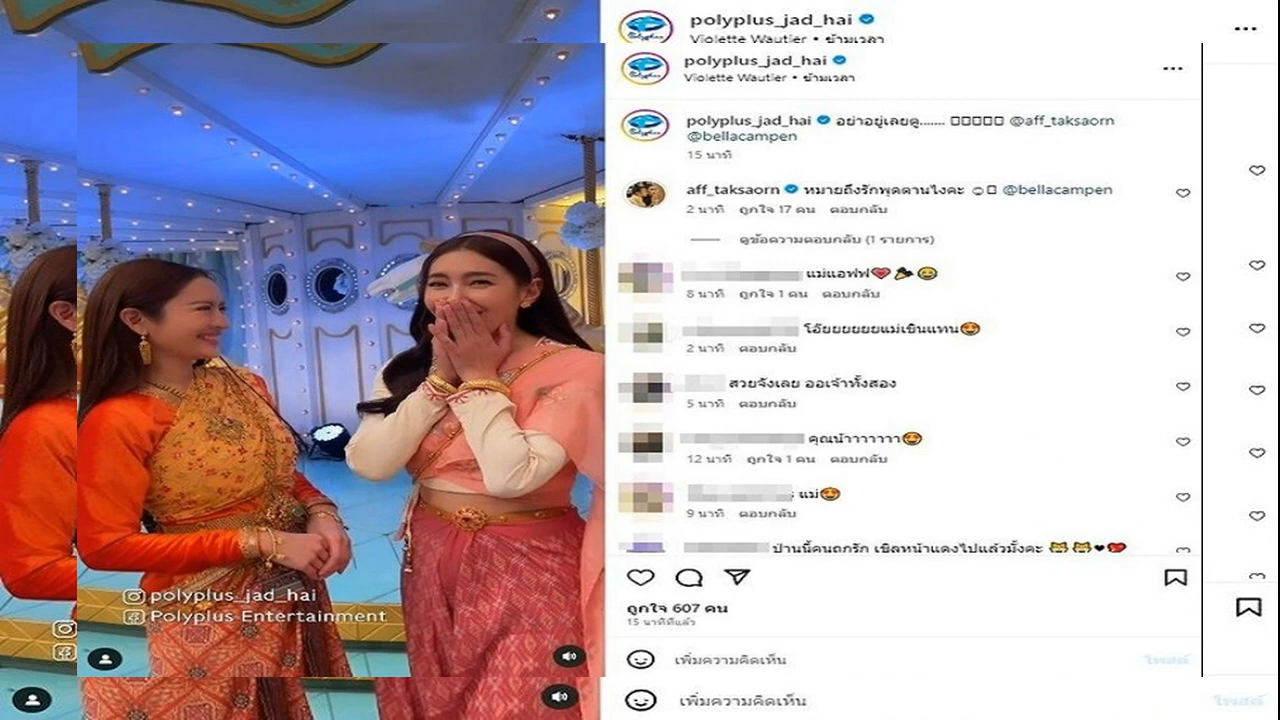 polyplus_jad_hai
Violette Wautier • ข้ามเวลา
polyplus_jad_hai
Violette Wautier • ข้ามเวลา
polyplus_jad_hai อย่าอยู่เลยตู....... @aff_taksaorn
@bellacampen
15 นาที
aff_taksaorn หมายถึงรักพุดตานไงคะ @bellacampen
2 นาที ถูกใจ 17 คน ตอบกลับ
ดูข้อความตอบกลับ (1 รายการ)
แม่แอฟฟ
8 นาที ถูกใจ 1 คน ตอบกลับ
โอ๊ยยยยยยแม่เขินแทน
2 นาที ตอบกลับ
สวยจังเลย ออเจ้าทั้งสอง
5 นาที ตอบกลับ
คุณน้าาาาาาา
12 นาที ถูกใจ 1 คน ตอบกลับ
แม่
9 นาที ตอบกลับ
ป่านนี้คนถูกรัก เขิลหน้าแดงไปแล้วมั้งคะ
ถูกใจ 607 คน
15 นาทีที่แล้ว
เพิ่มความคิดเห็น
โพสต์
เพิ่มความคิดเห็น
โพสต์
polyplus_jad_hai
Polyplus Entertainment